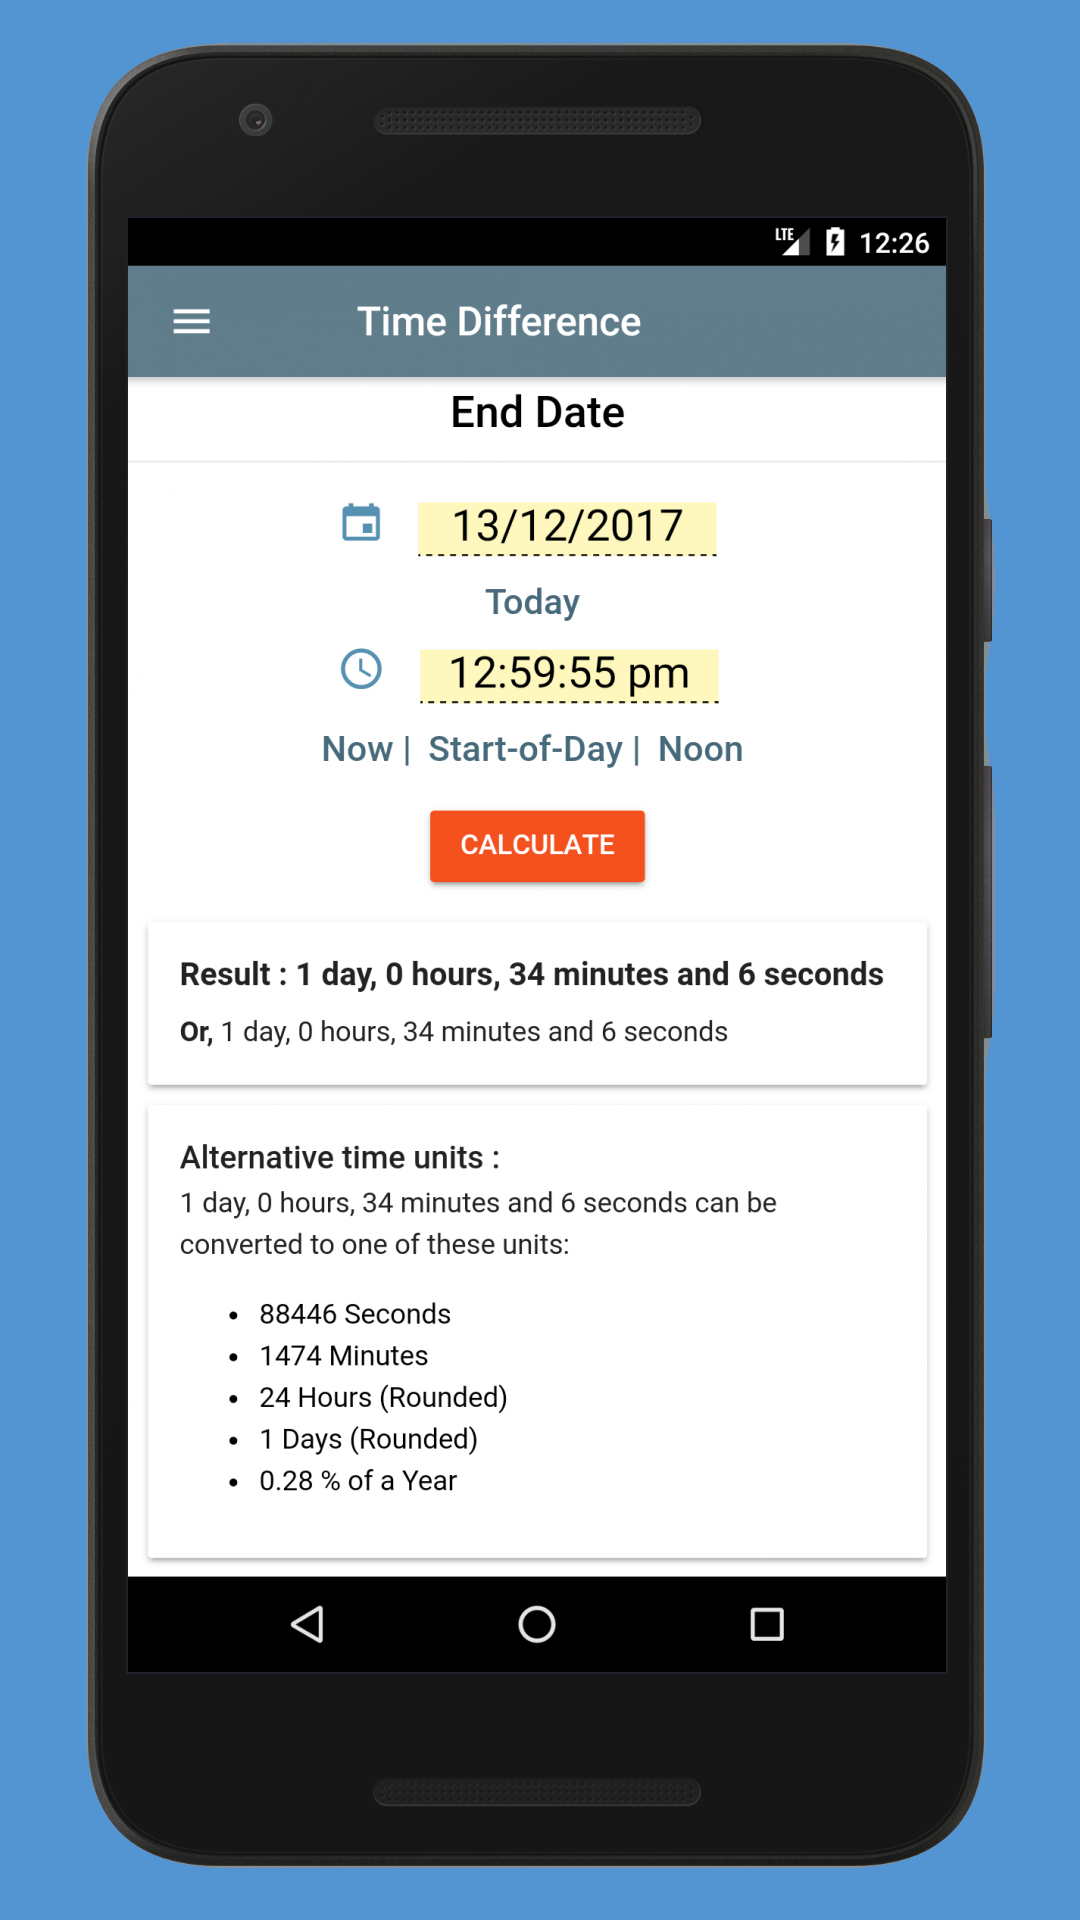 LTE 12:26
Time Difference
End Date
13/12/2017
Today
12:59:55 pm
Now | Start-of-Day | Noon
CALCULATE
Result : 1 day, 0 hours, 34 minutes and 6 seconds
Or, 1 day, 0 hours, 34 minutes and 6 seconds
Alternative time units :
1 day, 0 hours, 34 minutes and 6 seconds can be
converted to one of these units:
• 88446 Seconds
• 1474 Minutes
• 24 Hours (Rounded)
• 1 Days (Rounded)
• 0.28 % of a Year